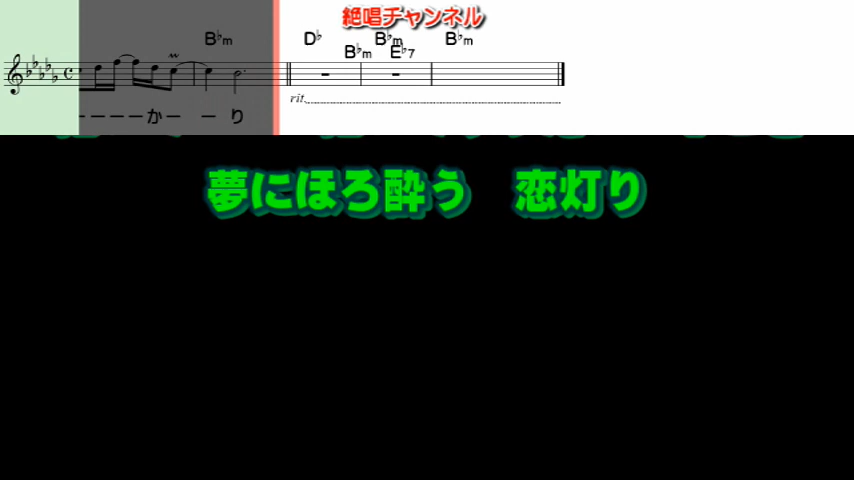 絶唱チャンネル
B♭m D♭ B♭m B♭m
B♭m E♭7
rit.
ーーーーかー ー り
夢にほろ酔う 恋灯り